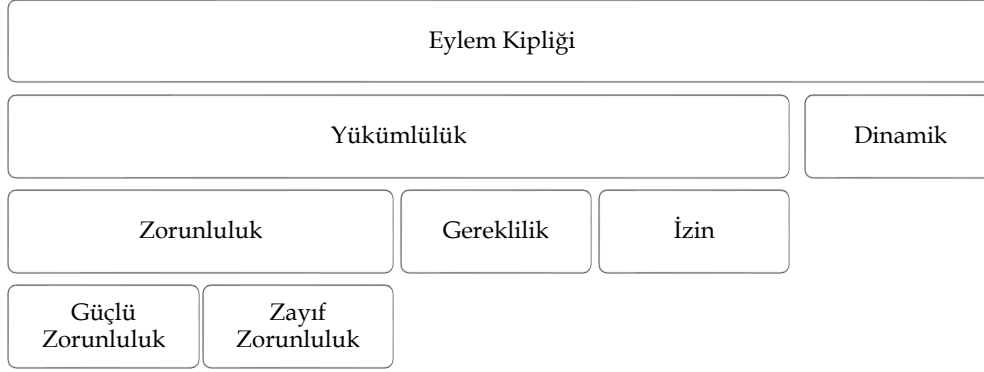 Eylem Kipliği
Yükümlülük
Dinamik
Zorunluluk
Gereklilik
İzin
Güçlü
Zorunluluk
Zayıf
Zorunluluk